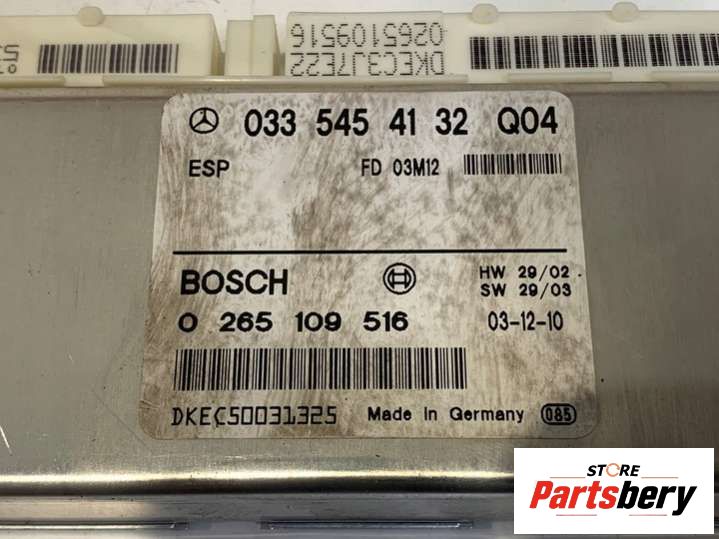 DKEC3J7E22
0265109516
033 545 41 32 Q04
ESP FD 03M12
BOSCH HW 29/02
SW 29/03
0 265 109 516 03-12-10
DKEC50031325 Made in Germany 085
STORE
Partsbery